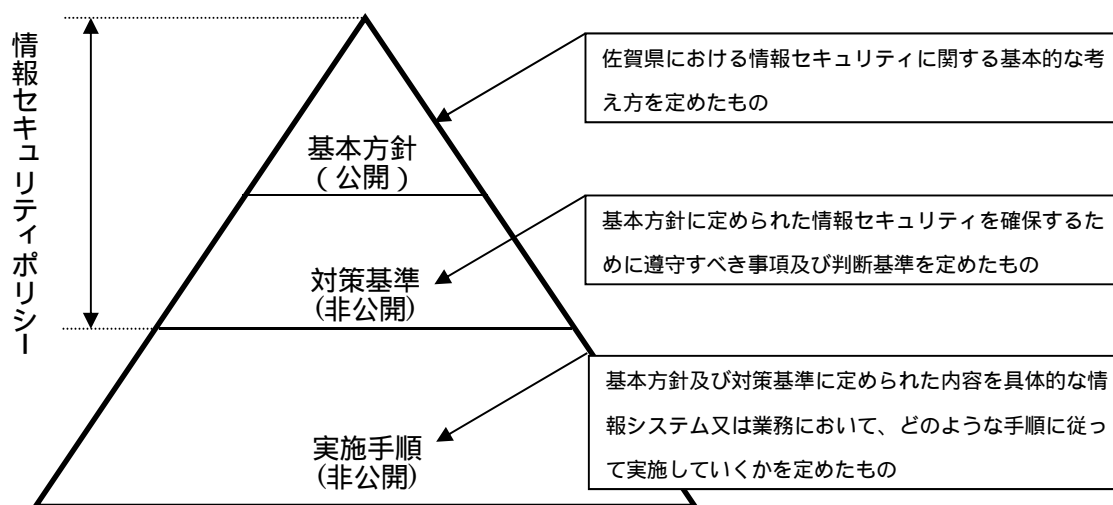 情報セキュリティポリシー
佐賀県における情報セキュリティに関する基本的な考
え方を定めたもの
基本方針
(公開)
基本方針に定められた情報セキュリティを確保するた
めに遵守すべき事項及び判断基準を定めたもの
対策基準
(非公開)
基本方針及び対策基準に定められた内容を具体的な情
報システム又は業務において、どのような手順に従っ
て実施していくかを定めたもの
実施手順
(非公開)